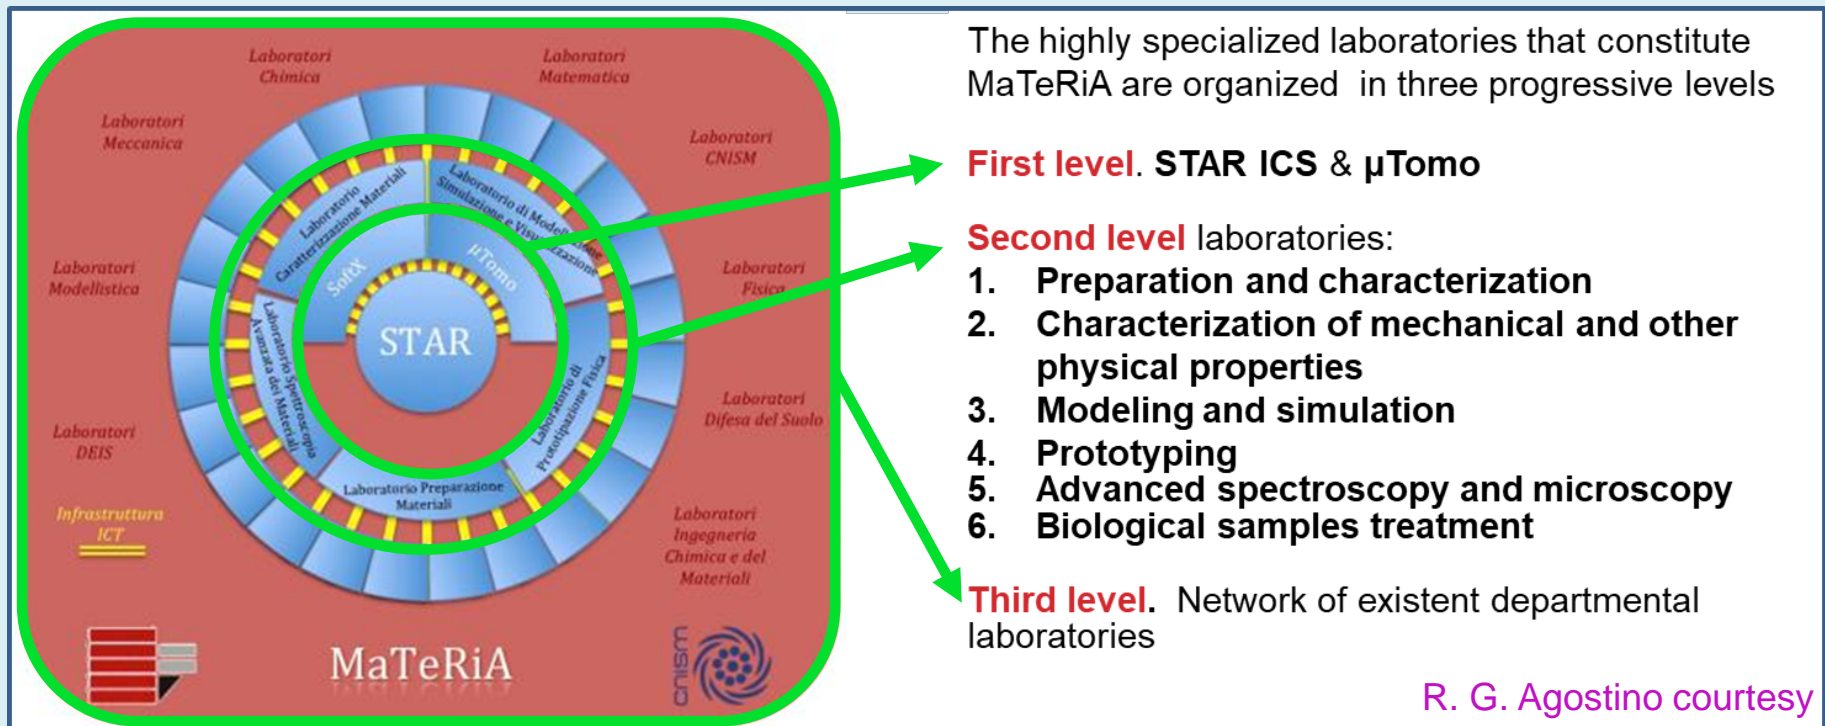 Laboratori
Chimica
Laboratori
Matematica
Laboratori
Meccanica
Laboratori
CNISM
Laboratori
Modellistica
Laboratori
Fisica
Laboratori
Difesa del Suolo
Laboratori
DEIS
Infrastruttura
ICT
Laboratori
Ingegneria
Chimica e del
Materiali
Laboratorio
Caratterizzazione Materiali
Laboratorio di Modellazione
Simulazione e Visualizzazione
SoftX
µTomo
STAR
Laboratorio Spettroscopia
Avanzata dei Materiali
Laboratorio di
Prototipazione Fisica
Laboratorio Preparazione
Materiali
MaTeRiA
cnism
The highly specialized laboratories that constitute
MaTeRiA are organized in three progressive levels
First level. STAR ICS & µTomo
Second level laboratories:
1. Preparation and characterization
2. Characterization of mechanical and other
physical properties
3. Modeling and simulation
4. Prototyping
5. Advanced spectroscopy and microscopy
6. Biological samples treatment
Third level. Network of existent departmental
laboratories
R. G. Agostino courtesy